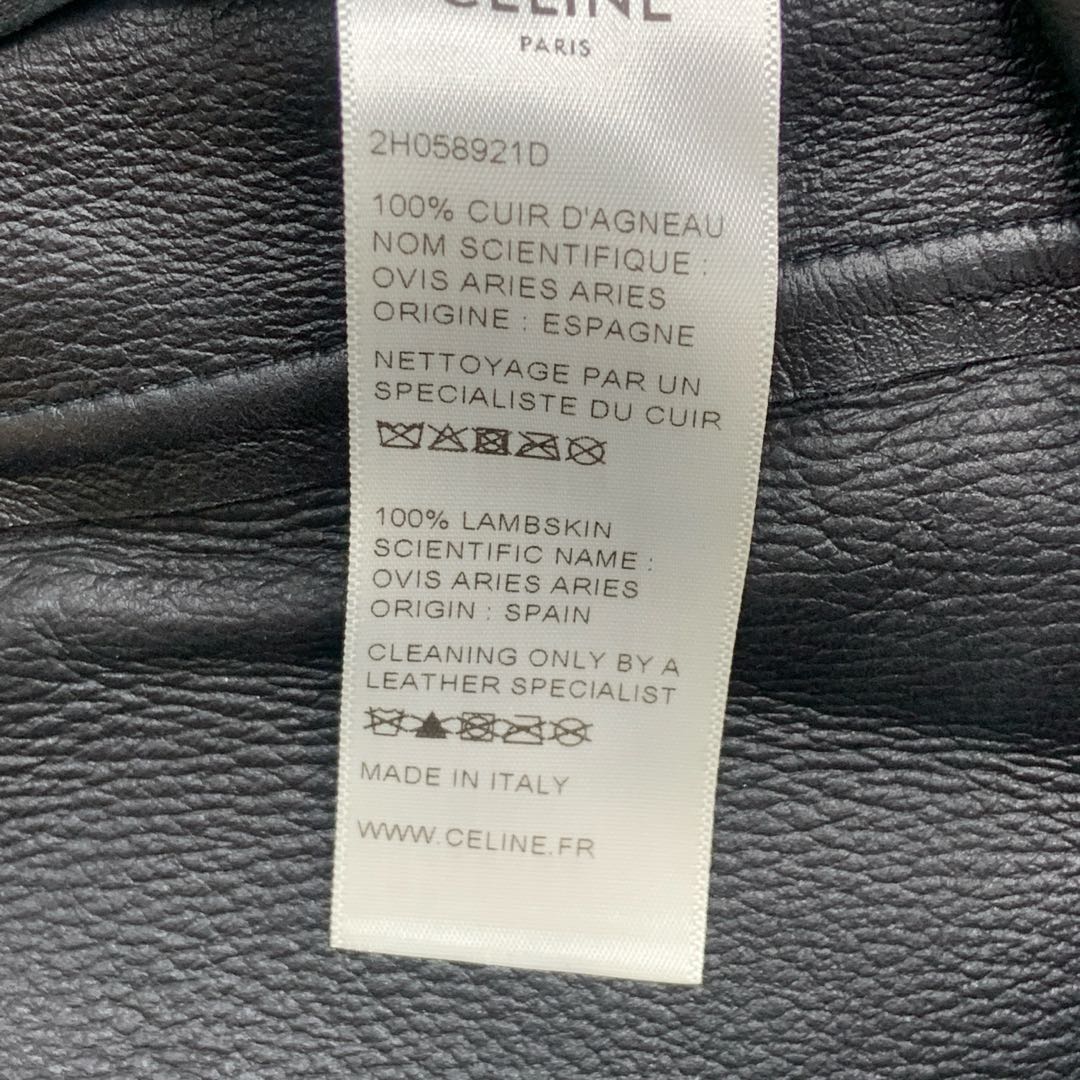 CELINE
PARIS
2H058921D
100% CUIR D'AGNEAU
NOM SCIENTIFIQUE :
OVIS ARIES ARIES
ORIGINE : ESPAGNE
NETTOYAGE PAR UN
SPECIALISTE DU CUIR
100% LAMBSKIN
SCIENTIFIC NAME :
OVIS ARIES ARIES
ORIGIN : SPAIN
CLEANING ONLY BY A
LEATHER SPECIALIST
MADE IN ITALY
WWW.CELINE.FR